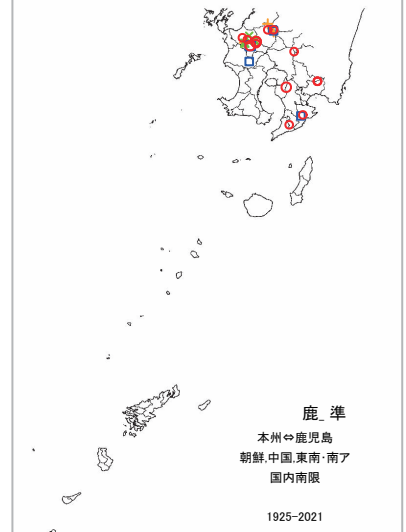 鹿_準
本州⇔鹿児島
朝鮮,中国,東南・南ア
国内南限
1925-2021